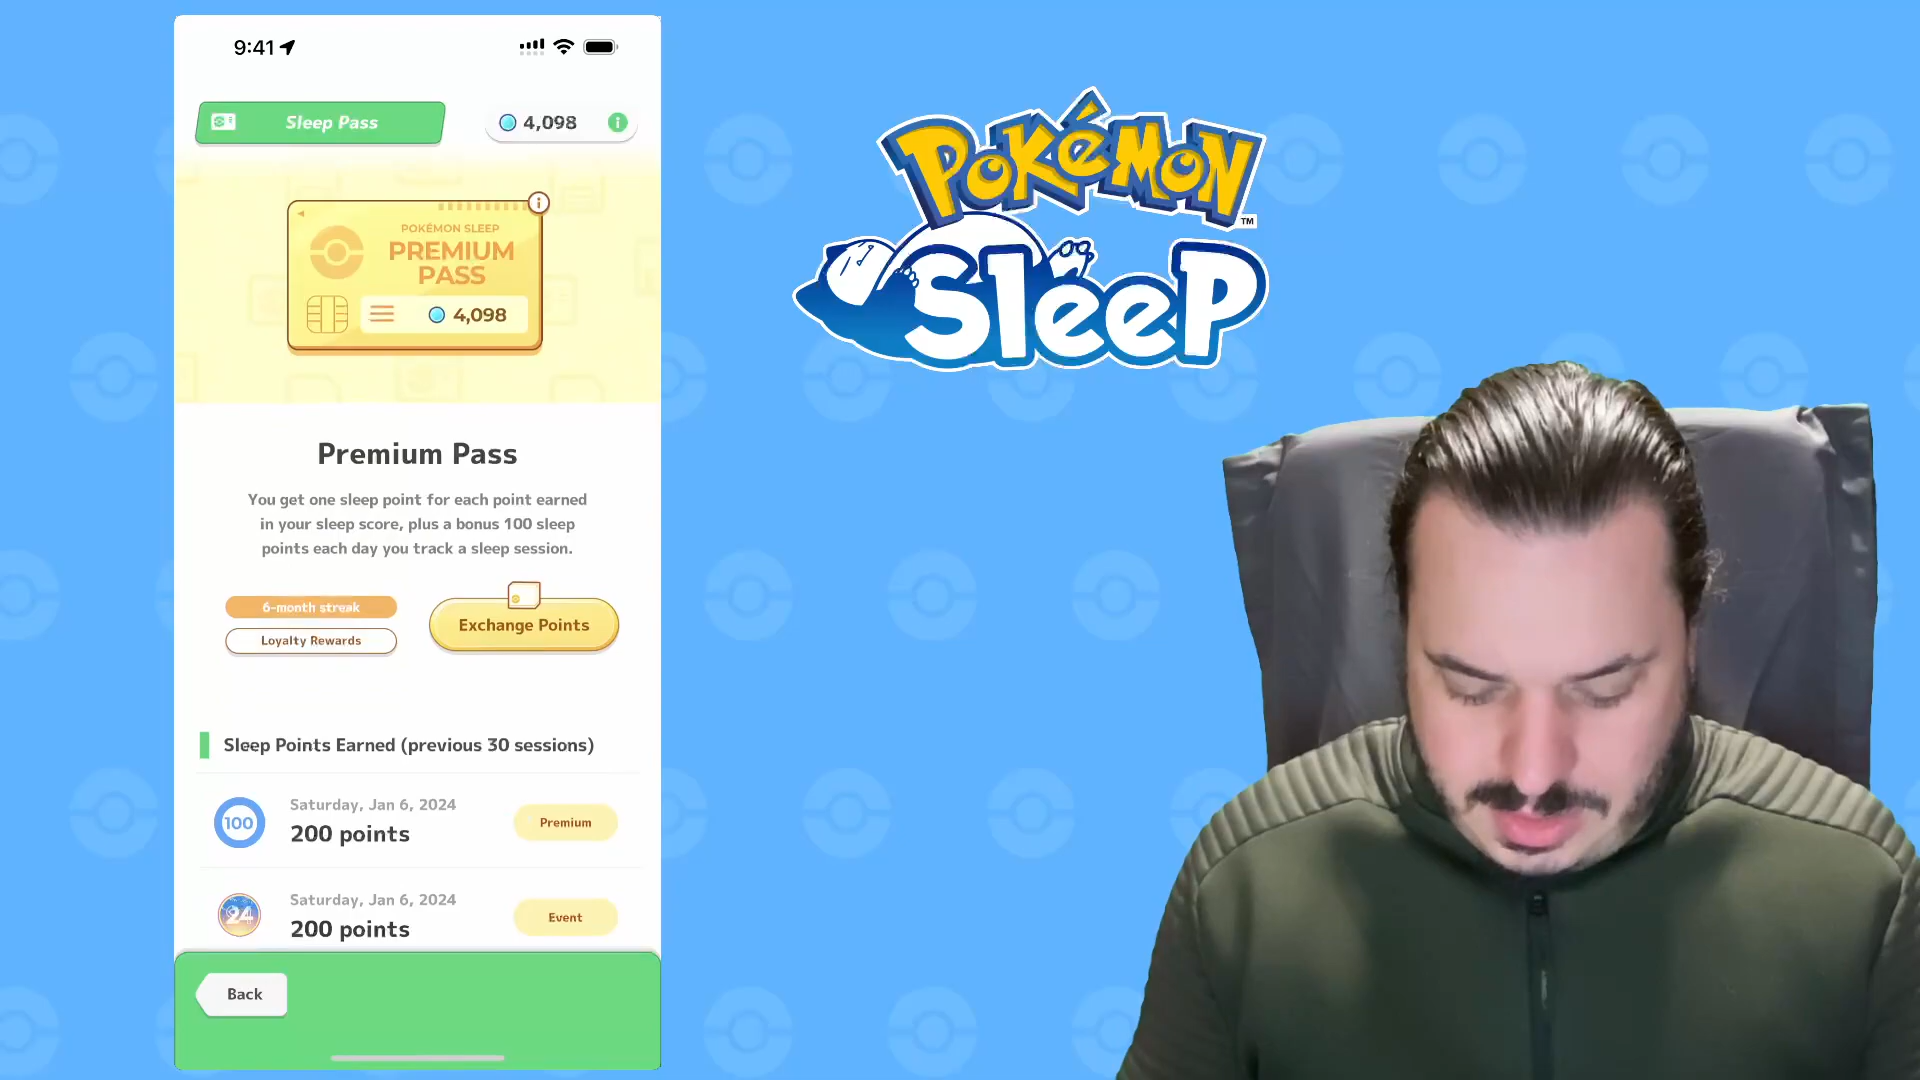 9:41
Sleep Pass
4,098
POKÉMON SLEEP
PREMIUM
PASS
4,098
Premium Pass
You get one sleep point for each point earned
in your sleep score, plus a bonus 100 sleep
points each day you track a sleep session.
6-month streak
Loyalty Rewards
Exchange Points
Sleep Points Earned (previous 30 sessions)
100
Saturday, Jan 6, 2024
200 points
Premium
24
Saturday, Jan 6, 2024
200 points
Event
Back
POKéMON
TM
Sleep